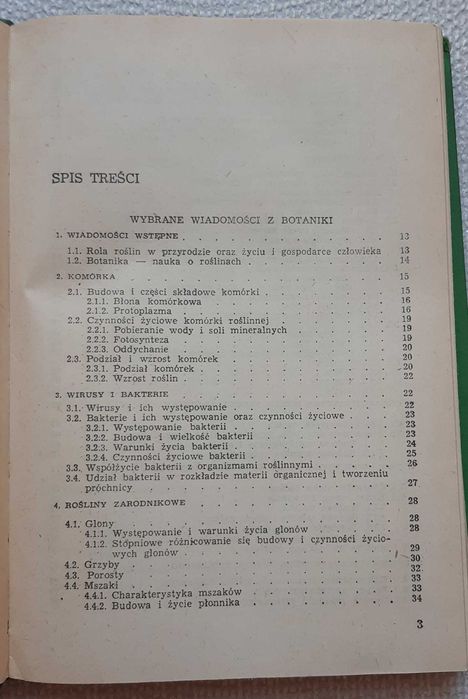 SPIS TREŚCI
WYBRANE WIADOMOŚCI Z BOTANIKI
1. WIADOMOŚCI WSTĘPNE . . . . . . . . . . . . 13
1.1. Rola roślin w przyrodzie oraz życiu i gospodarce człowieka 13
1.2. Botanika — nauka o roślinach . . . . . . . . . 14
2. KOMÓRKA . . . . . . . . . . . . . . . . 15
2.1. Budowa i części składowe komórki . . . . . . . . 15
2.1.1. Błona komórkowa . . . . . . . . . . . 16
2.1.2. Protoplazma . . . . . . . . . . . . 16
2.2. Czynności życiowe komórki roślinnej . . . . . . . 19
2.2.1. Pobieranie wody i soli mineralnych . . . . . . 19
2.2.2. Fotosynteza . . . . . . . . . . . . 19
2.2.3. Oddychanie . . . . . . . . . . . . 20
2.3. Podział i wzrost komórek . . . . . . . . . . 20
2.3.1. Podział komórek . . . . . . . . . . . 20
2.3.2. Wzrost roślin . . . . . . . . . . . . 22
3. WIRUSY I BAKTERIE . . . . . . . . . . . . . 22
3.1. Wirusy i ich występowanie . . . . . . . . . . 22
3.2. Bakterie i ich występowanie oraz czynności życiowe . . . 23
3.2.1. Występowanie bakterii . . . . . . . . . 23
3.2.2. Budowa i wielkość bakterii . . . . . . . . 23
3.2.3. Warunki życia bakterii . . . . . . . . . 24
3.2.4. Czynności życiowe bakterii . . . . . . . . 25
3.3. Współżycie bakterii z organizmami roślinnymi . . . . . 26
3.4. Udział bakterii w rozkładzie materii organicznej i tworzeniu
próchnicy . . . . . . . . . . . . . . . 27
4. ROŚLINY ZARODNIKOWE . . . . . . . . . . . . 28
4.1. Glony . . . . . . . . . . . . . . . . 28
4.1.1. Występowanie i warunki życia glonów . . . . . 28
4.1.2. Stopniowe różnicowanie się budowy i czynności życio-
wych glonów . . . . . . . . . . . . 29
4.2. Grzyby . . . . . . . . . . . . . . . . 30
4.3. Porosty . . . . . . . . . . . . . . . . 32
4.4. Mszaki . . . . . . . . . . . . . . . . 33
4.4.1. Charakterystyka mszaków . . . . . . . . . 33
4.4.2. Budowa i życie płonnika . . . . . . . . . 34
3